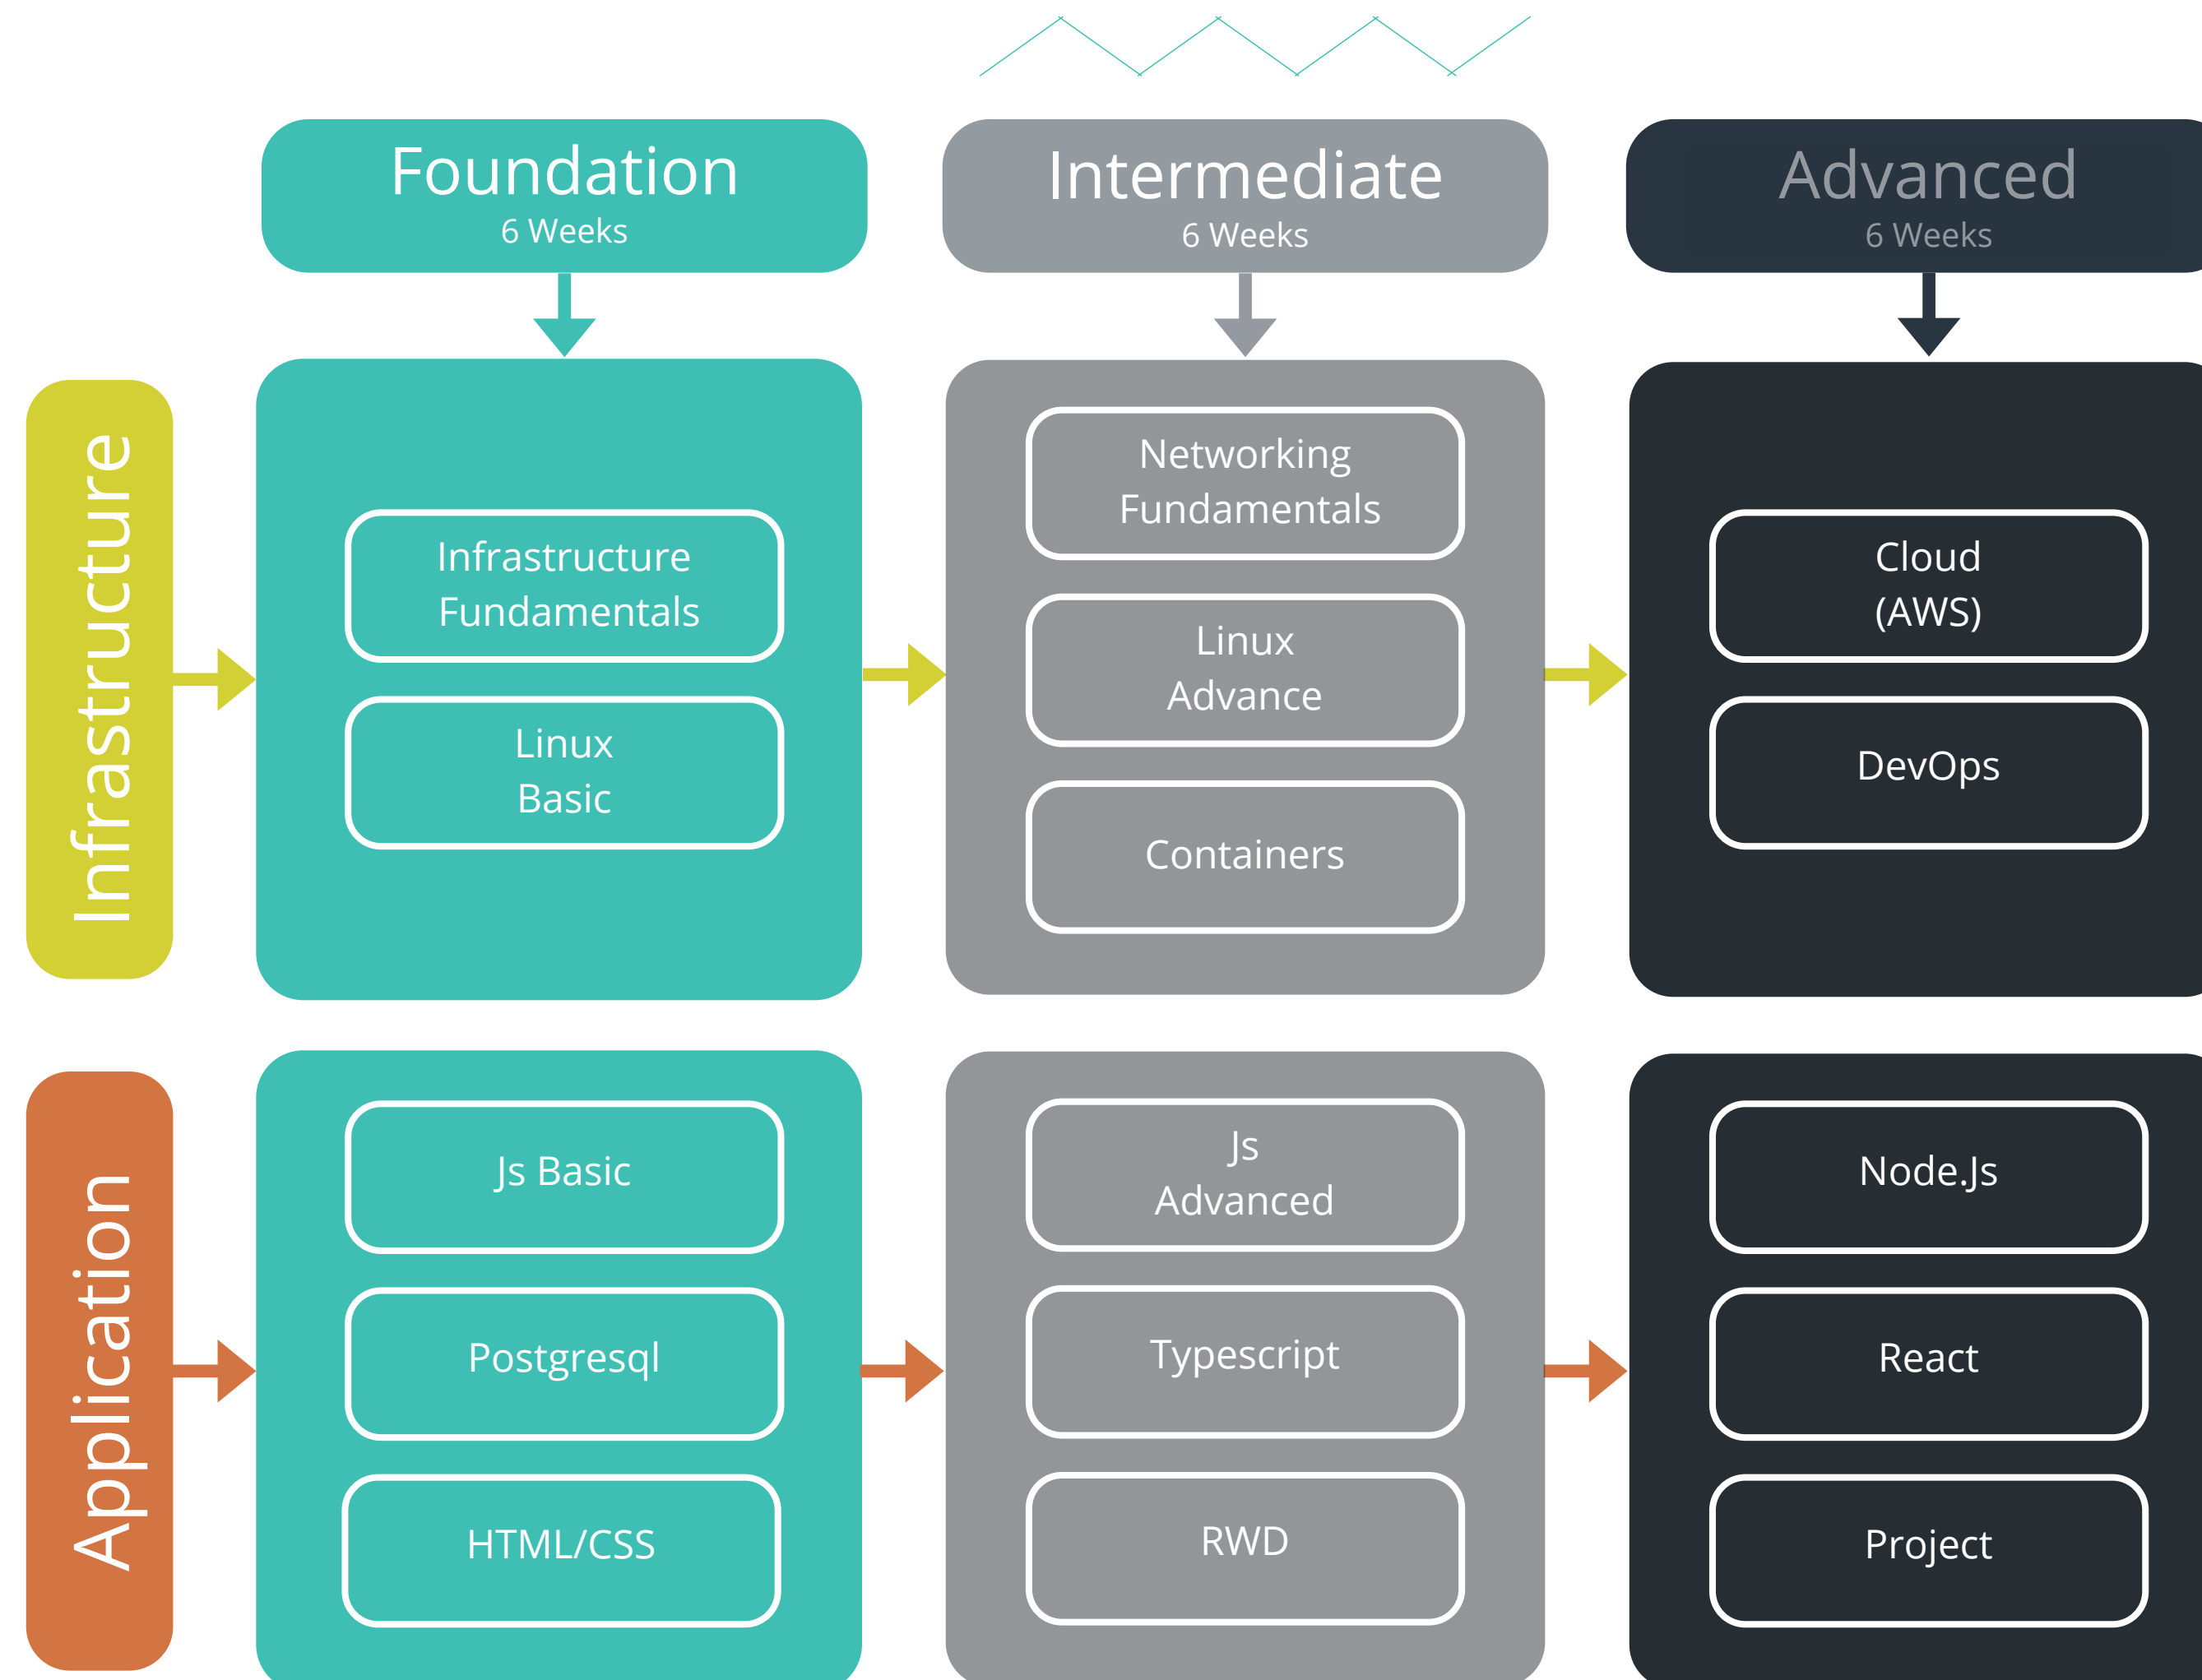 Foundation
6 Weeks
Intermediate
6 Weeks
Advanced
6 Weeks
Infrastructure
Infrastructure
Fundamentals
Linux
Basic
Networking
Fundamentals
Linux
Advance
Containers
Cloud
(AWS)
DevOps
Application
Js Basic
Postgresql
HTML/CSS
Js
Advanced
Typescript
RWD
Node.Js
React
Project